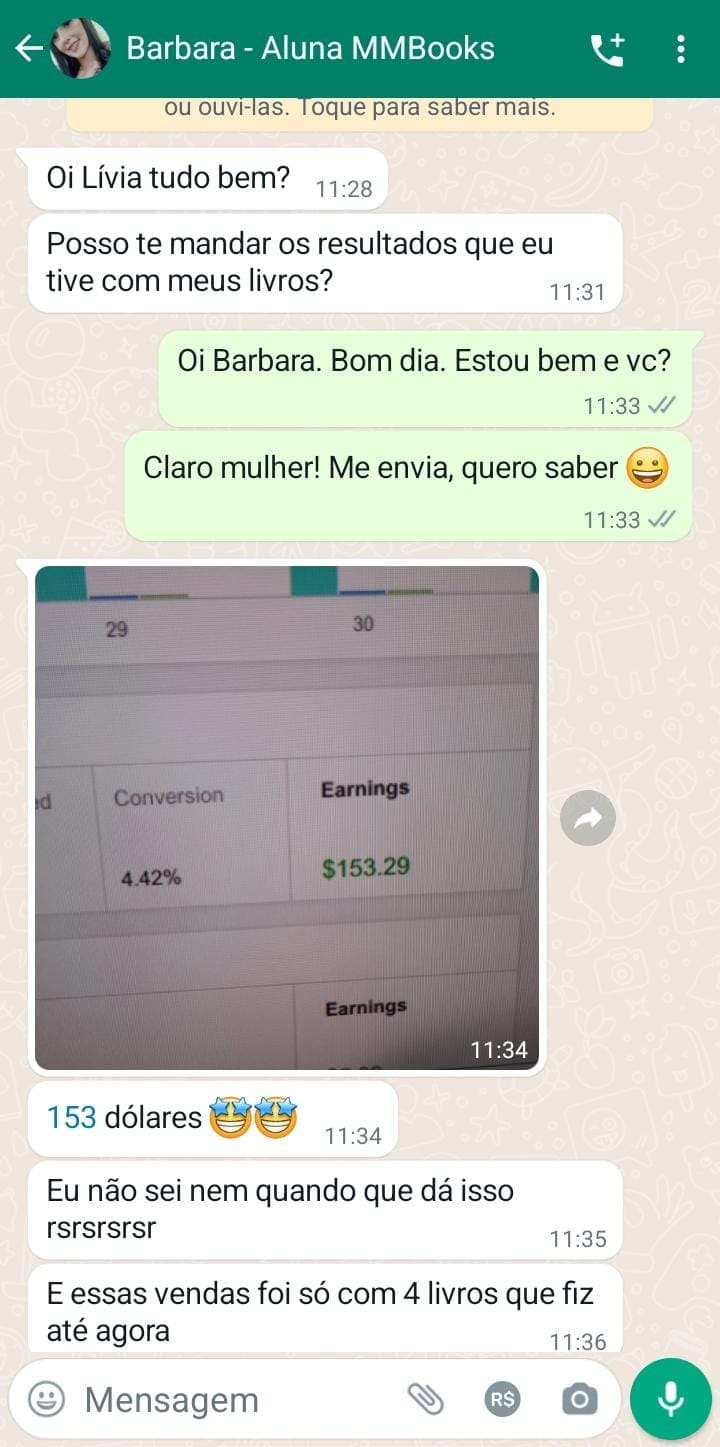 Barbara - Aluna MMBooks
ou ouvi-las. Toque para saber mais.
Oi Lívia tudo bem?
11:28
Posso te mandar os resultados que eu
tive com meus livros?
11:31
Oi Barbara. Bom dia. Estou bem e vc?
11:33
Claro mulher! Me envia, quero saber 😀
11:33
29
30
ed
Conversion
Earnings
4.42%
$153.29
Earnings
11:34
153 dólares 🤩🤩
11:34
Eu não sei nem quando que dá isso
rsrsrsrsr
11:35
E essas vendas foi só com 4 livros que fiz
até agora
11:36
Mensagem
R$